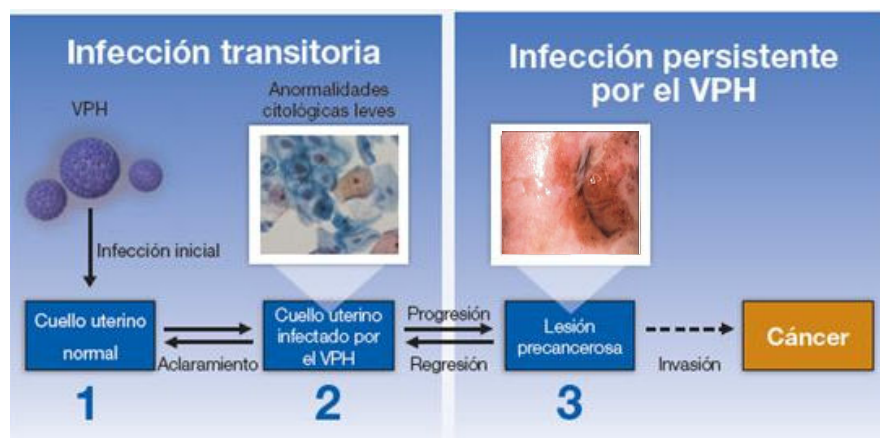 Infección transitoria
Anormalidades
citológicas leves
VPH
Infección inicial
Cuello uterino
normal
Aclaramiento
Cuello uterino
infectado por
el VPH
1
2
Infección persistente
por el VPH
Progresión
Regresión
Lesión
precancerosa
Invasión
Cáncer
3